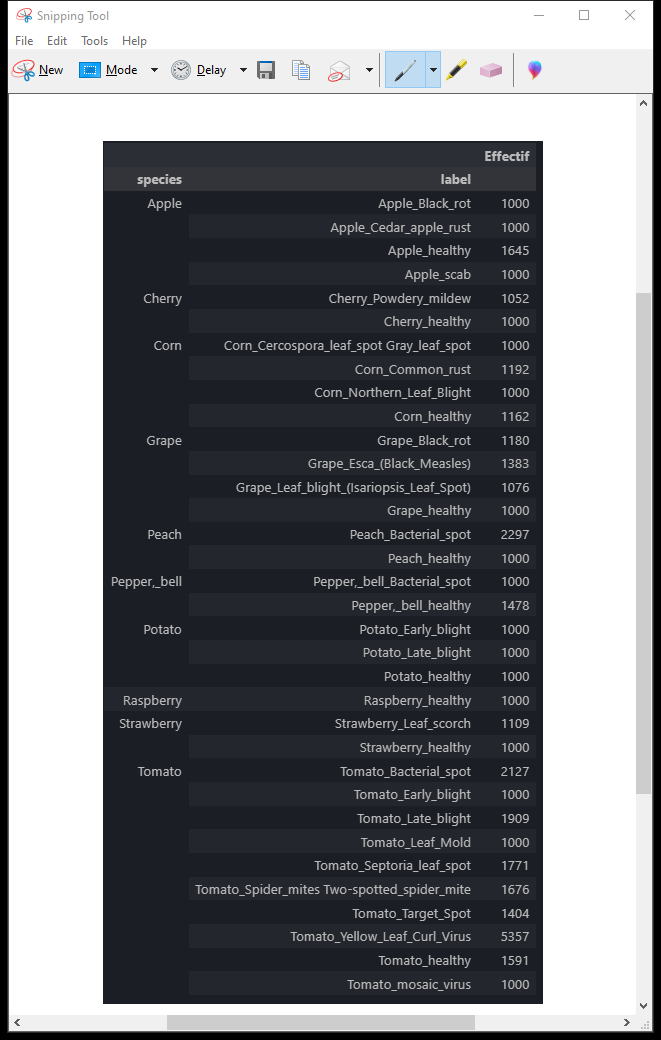 Snipping Tool
File Edit Tools Help
New Mode Delay
Effectif
species label
Apple Apple_Black_rot 1000
Apple_Cedar_apple_rust 1000
Apple_healthy 1645
Apple_scab 1000
Cherry Cherry_Powdery_mildew 1052
Cherry_healthy 1000
Corn Corn_Cercospora_leaf_spot Gray_leaf_spot 1000
Corn_Common_rust 1192
Corn_Northern_Leaf_Blight 1000
Corn_healthy 1162
Grape Grape_Black_rot 1180
Grape_Esca_(Black_Measles) 1383
Grape_Leaf_blight_(Isariopsis_Leaf_Spot) 1076
Grape_healthy 1000
Peach Peach_Bacterial_spot 2297
Peach_healthy 1000
Pepper,_bell Pepper,_bell_Bacterial_spot 1000
Pepper,_bell_healthy 1478
Potato Potato_Early_blight 1000
Potato_Late_blight 1000
Potato_healthy 1000
Raspberry Raspberry_healthy 1000
Strawberry Strawberry_Leaf_scorch 1109
Strawberry_healthy 1000
Tomato Tomato_Bacterial_spot 2127
Tomato_Early_blight 1000
Tomato_Late_blight 1909
Tomato_Leaf_Mold 1000
Tomato_Septoria_leaf_spot 1771
Tomato_Spider_mites Two-spotted_spider_mite 1676
Tomato_Target_Spot 1404
Tomato_Yellow_Leaf_Curl_Virus 5357
Tomato_healthy 1591
Tomato_mosaic_virus 1000